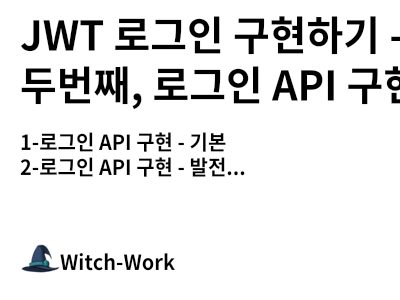 JWT 로그인 구현하기 -
두번째, 로그인 API 구
1-로그인 API 구현 - 기본
2-로그인 API 구현 - 발전...
Witch-Work